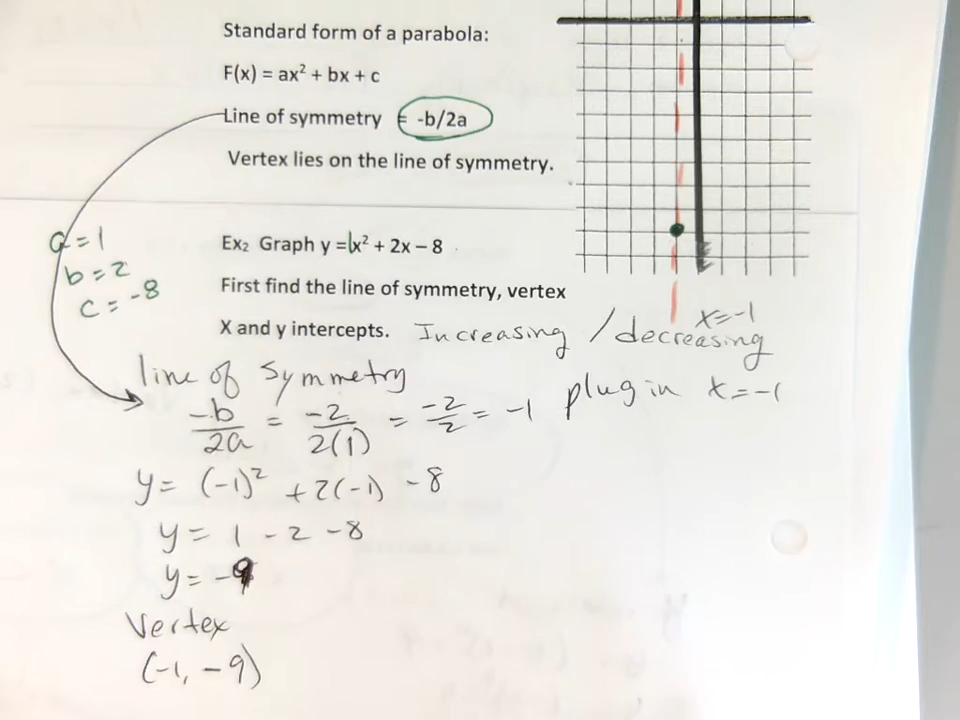 Standard form of a parabola:
F(x) = ax² + bx + c
Line of symmetry = -b/2a
Vertex lies on the line of symmetry.
a = 1
b = 2
c = -8
Ex2 Graph y = 1x² + 2x – 8
First find the line of symmetry, vertex
X and y intercepts. Increasing / decreasing
x = -1
line of symmetry
-b/2a = -2/2(1) = -2/2 = -1 plug in x = -1
y = (-1)² + 2(-1) - 8
y = 1 - 2 - 8
y = -9
Vertex
(-1, -9)